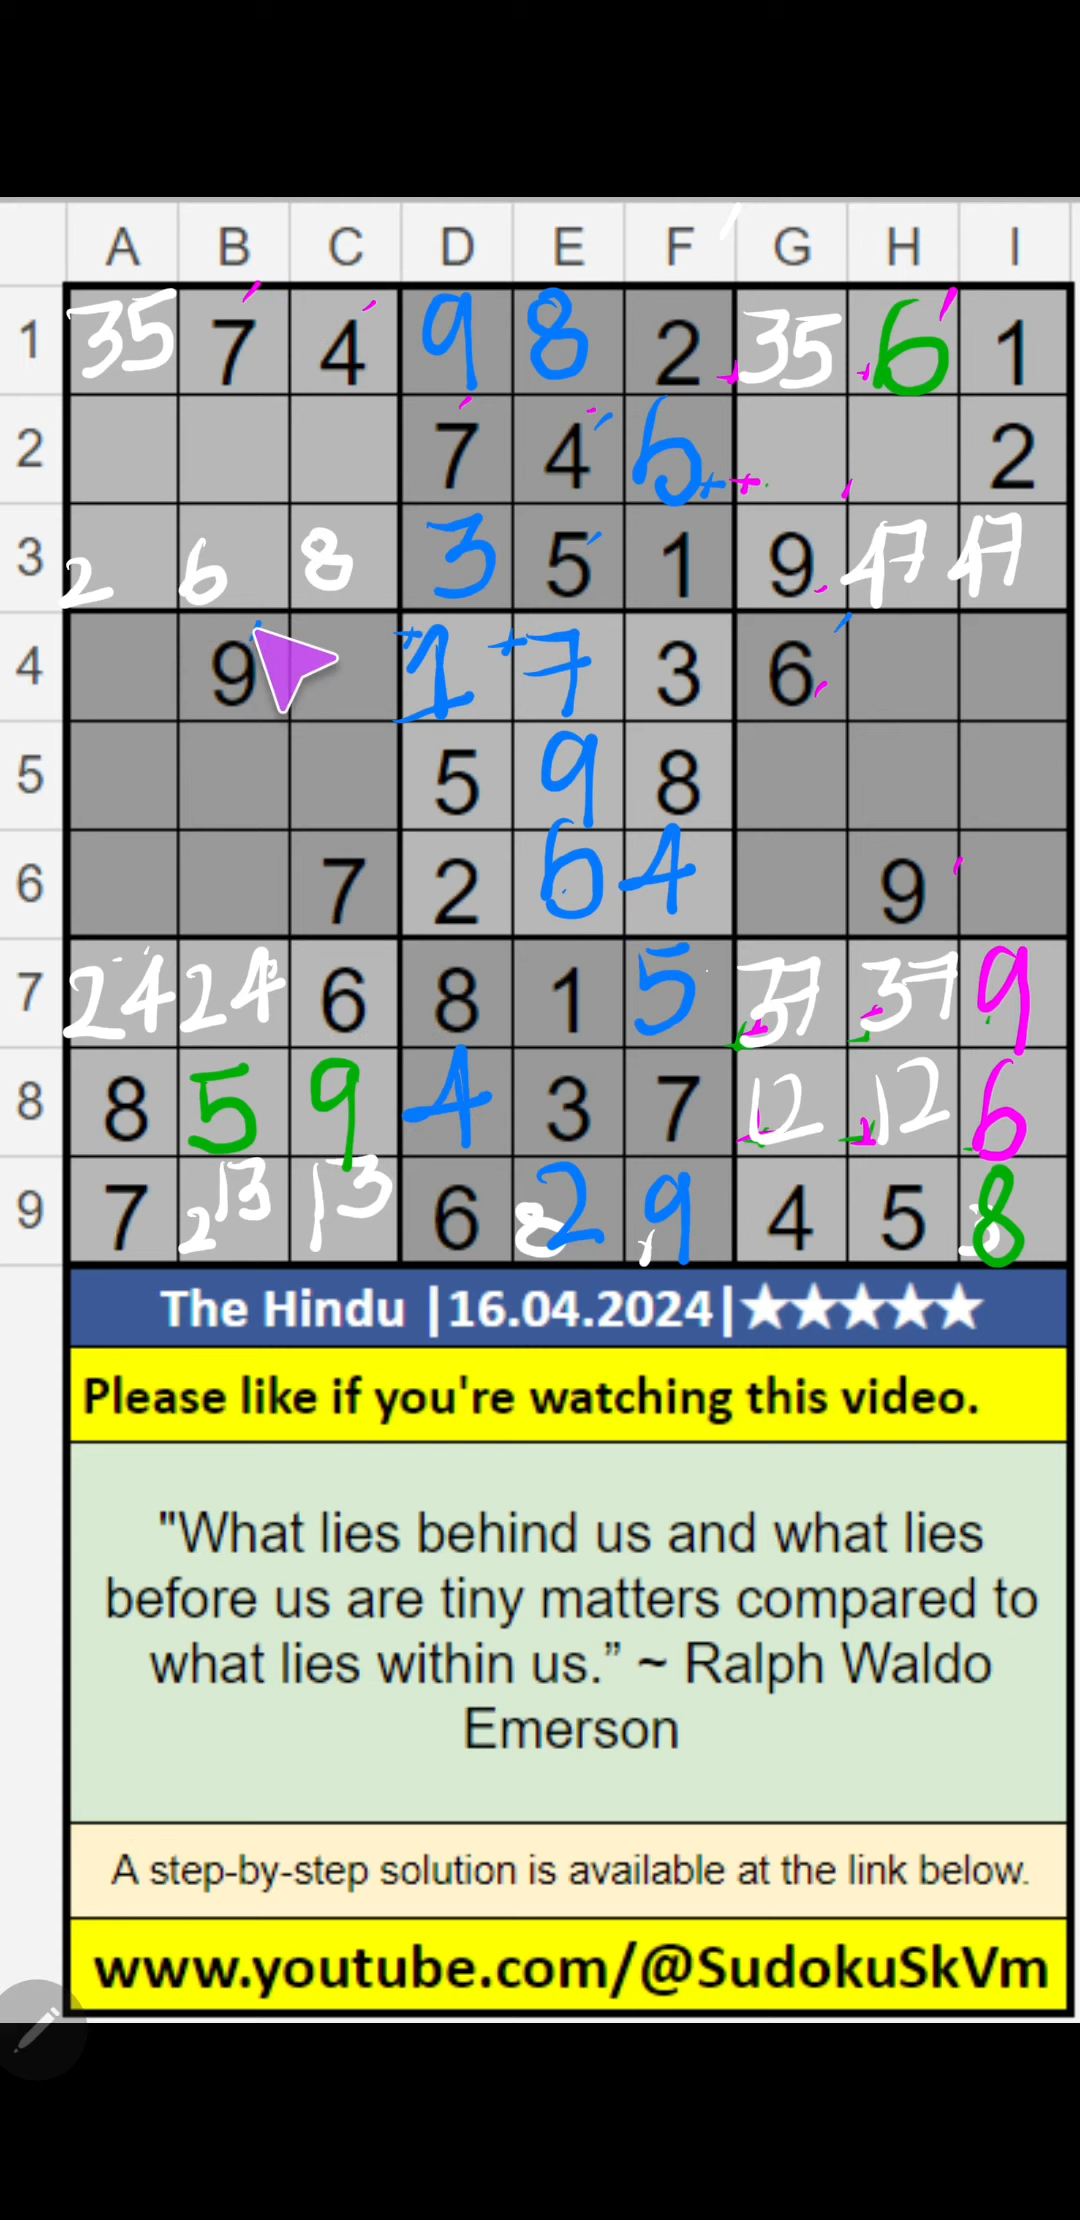 A B C D E F G H I
1 35 7 4 9 8 2 35 6 1
2 7 4 6 2
3 2 6 8 3 5 1 9 47 47
4 9 1 7 3 6
5 5 9 8
6 7 2 6 4 9
7 24 24 6 8 1 5 37 37 9
8 8 5 9 4 3 7 12 12 6
9 7 213 13 6 8 2 9 4 5 8
The Hindu |16.04.2024|★★★★★
Please like if you're watching this video.
"What lies behind us and what lies
before us are tiny matters compared to
what lies within us.” ~ Ralph Waldo
Emerson
A step-by-step solution is available at the link below.
www.youtube.com/@SudokuSkVm